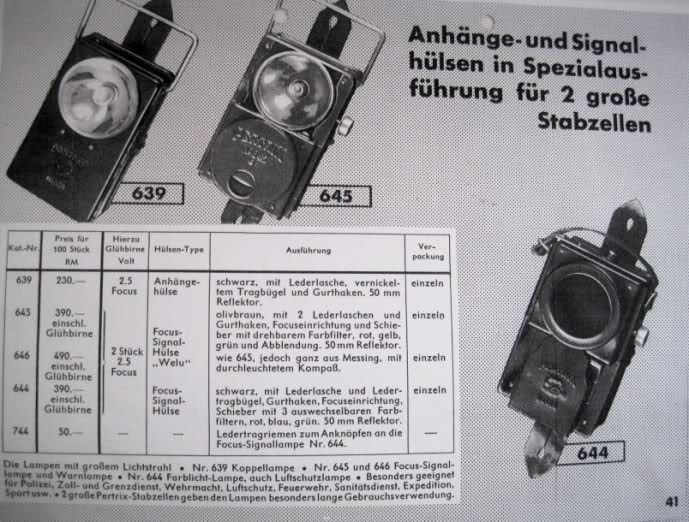 Anhänge- und Signal-
hülsen in Spezialaus-
führung für 2 große
Stabzellen
639
645
Kat.-Nr. Preis für 100 Stück RM Hierzu Glühbirne Volt Hülsen-Type Ausführung Ver-packung
639 230.— 2.5 Focus Anhänge-hülse schwarz, mit Lederlasche, vernickel-
tem Tragbügel und Gurthaken. 50 mm
Reflektor. einzeln
645 390.— einschl. Glühbirne olivbraun, mit 2 Lederlaschen und
Gurthaken, Focuseinrichtung und Schie-
ber mit drehbarem Farbfilter, rot, gelb,
grün und Abblendung. 50 mm Reflektor. einzeln
Focus-Signal-Hülse „Welu"
2 Stück 2.5 Focus
646 490.— einschl. Glühbirne wie 645, jedoch ganz aus Messing, mit
durchleuchtetem Kompaß. einzeln
644 390.— einschl. Glühbirne Focus-Signal-Hülse schwarz, mit Lederlasche und Leder-
tragbügel, Gurthaken, Focuseinrichtung,
Schieber mit 3 auswechselbaren Farb-
filtern, rot, blau, grün. 50 mm Reflektor. einzeln
744 50.— — — Ledertragriemen zum Anknöpfen an die
Focus-Signallampe Nr. 644. —
644
Die Lampen mit großem Lichtstrahl • Nr. 639 Koppellampe • Nr. 645 und 646 Focus-Signal-
lampe und Warnlampe • Nr. 644 Farblicht-Lampe, auch Luftschutzlampe • Besonders geeignet
für Polizei, Zoll- und Grenzdienst, Wehrmacht, Luftschutz, Feuerwehr, Sanitätsdienst, Expedition,
Sport usw. • 2 große Pertrix-Stabzellen geben den Lampen besonders lange Gebrauchsverwendung.
41